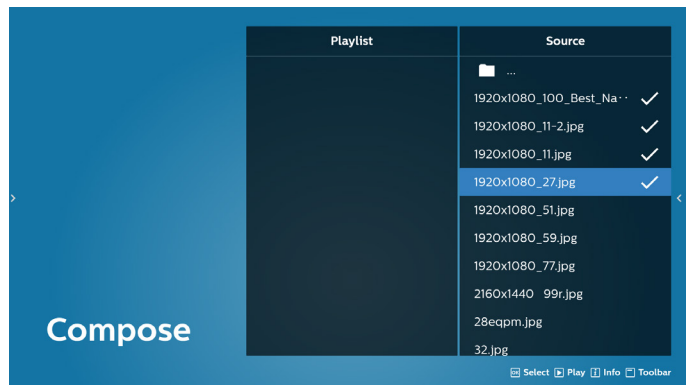 Playlist
Source
...
1920x1080_100_Best_Na··
1920x1080_11-2.jpg
1920x1080_11.jpg
1920x1080_27.jpg
1920x1080_51.jpg
1920x1080_59.jpg
1920x1080_77.jpg
2160x1440 99r.jpg
28eqpm.jpg
32.jpg
Compose
OK Select Play Info Toolbar